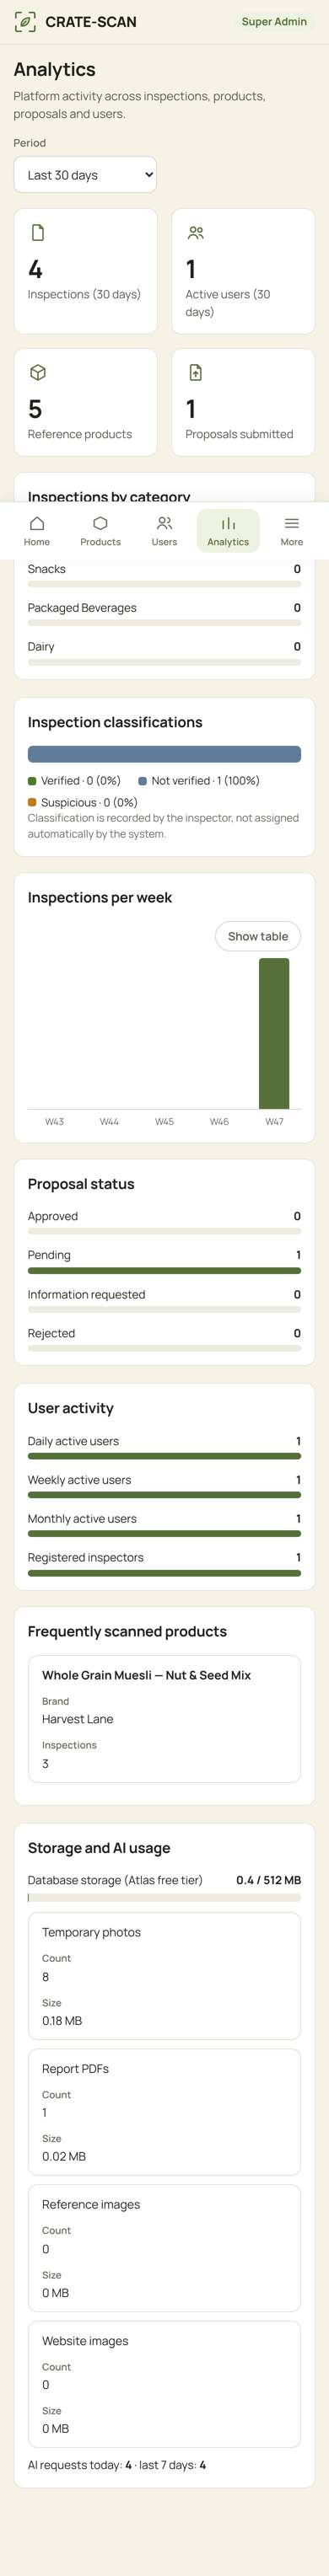 CRATE-SCAN
Super Admin
Analytics
Platform activity across inspections, products,
proposals and users.
Period
Last 30 days
4
Inspections (30 days)
1
Active users (30
days)
5
Reference products
1
Proposals submitted
Inspections by category
Home
Products
Users
Analytics
More
Snacks 0
Packaged Beverages 0
Dairy 0
Inspection classifications
Verified · 0 (0%)
Not verified · 1 (100%)
Suspicious · 0 (0%)
Classification is recorded by the inspector, not assigned
automatically by the system.
Inspections per week
Show table
W43 W44 W45 W46 W47
Proposal status
Approved 0
Pending 1
Information requested 0
Rejected 0
User activity
Daily active users 1
Weekly active users 1
Monthly active users 1
Registered inspectors 1
Frequently scanned products
Whole Grain Muesli — Nut & Seed Mix
Brand
Harvest Lane
Inspections
3
Storage and AI usage
Database storage (Atlas free tier) 0.4 / 512 MB
Temporary photos
Count
8
Size
0.18 MB
Report PDFs
Count
1
Size
0.02 MB
Reference images
Count
0
Size
0 MB
Website images
Count
0
Size
0 MB
AI requests today: 4 · last 7 days: 4